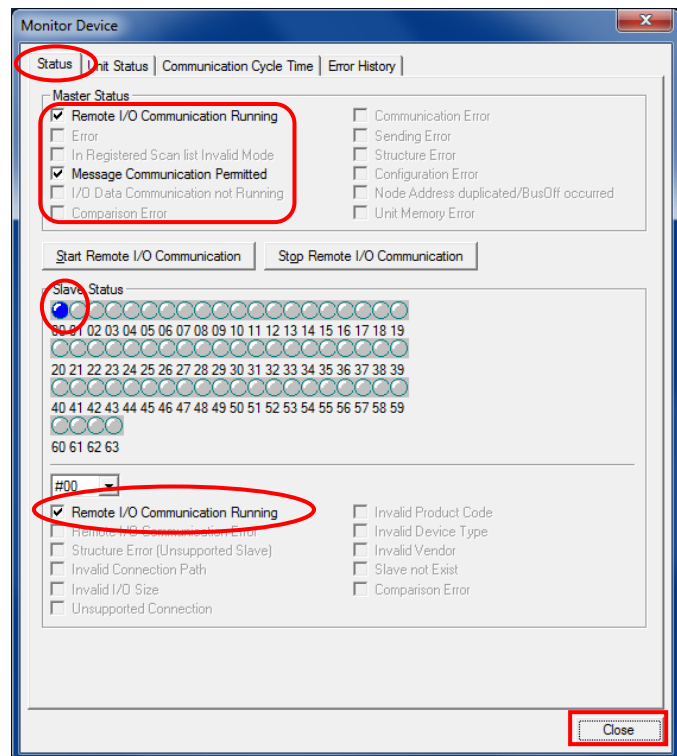 Monitor Device
Status Unit Status Communication Cycle Time Error History
Master Status
Remote I/O Communication Running Communication Error
Error Sending Error
In Registered Scan list Invalid Mode Structure Error
Message Communication Permitted Configuration Error
I/O Data Communication not Running Node Address duplicated/BusOff occurred
Comparison Error Unit Memory Error
Start Remote I/O Communication Stop Remote I/O Communication
Slave Status
00 01 02 03 04 05 06 07 08 09 10 11 12 13 14 15 16 17 18 19
20 21 22 23 24 25 26 27 28 29 30 31 32 33 34 35 36 37 38 39
40 41 42 43 44 45 46 47 48 49 50 51 52 53 54 55 56 57 58 59
60 61 62 63
#00
Remote I/O Communication Running Invalid Product Code
Remote I/O Communication Error Invalid Device Type
Structure Error (Unsupported Slave) Invalid Vendor
Invalid Connection Path Slave not Exist
Invalid I/O Size Comparison Error
Unsupported Connection
Close